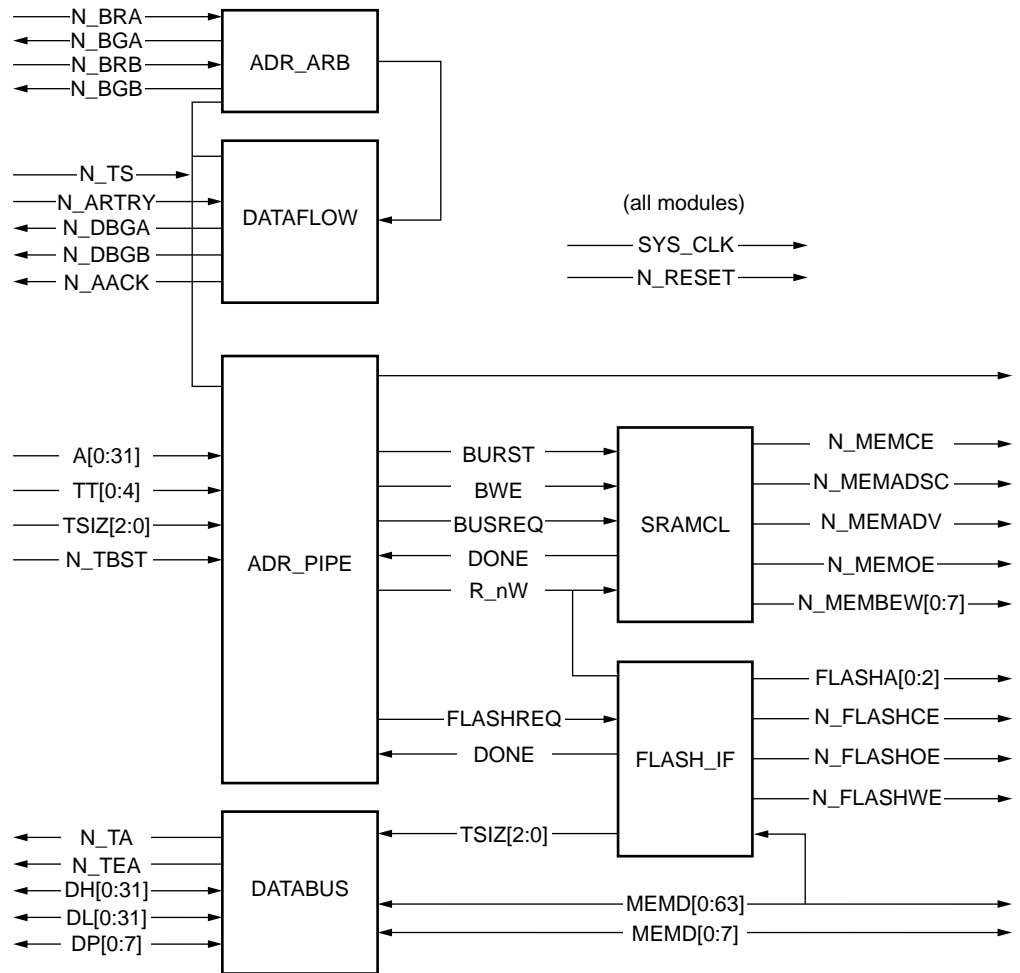 N_BRA
N_BGA
N_BRB
N_BGB
ADR_ARB
N_TS
N_ARTRY
N_DBGA
N_DBGB
N_AACK
DATAFLOW
(all modules)
SYS_CLK
N_RESET
A[0:31]
TT[0:4]
TSIZ[2:0]
N_TBST
ADR_PIPE
BURST
BWE
BUSREQ
DONE
R_nW
FLASHREQ
DONE
SRAMCL
N_MEMCE
N_MEMADSC
N_MEMADV
N_MEMOE
N_MEMBEW[0:7]
FLASH_IF
FLASHA[0:2]
N_FLASHCE
N_FLASHOE
N_FLASHWE
TSIZ[2:0]
N_TA
N_TEA
DH[0:31]
DL[0:31]
DP[0:7]
DATABUS
MEMD[0:63]
MEMD[0:7]